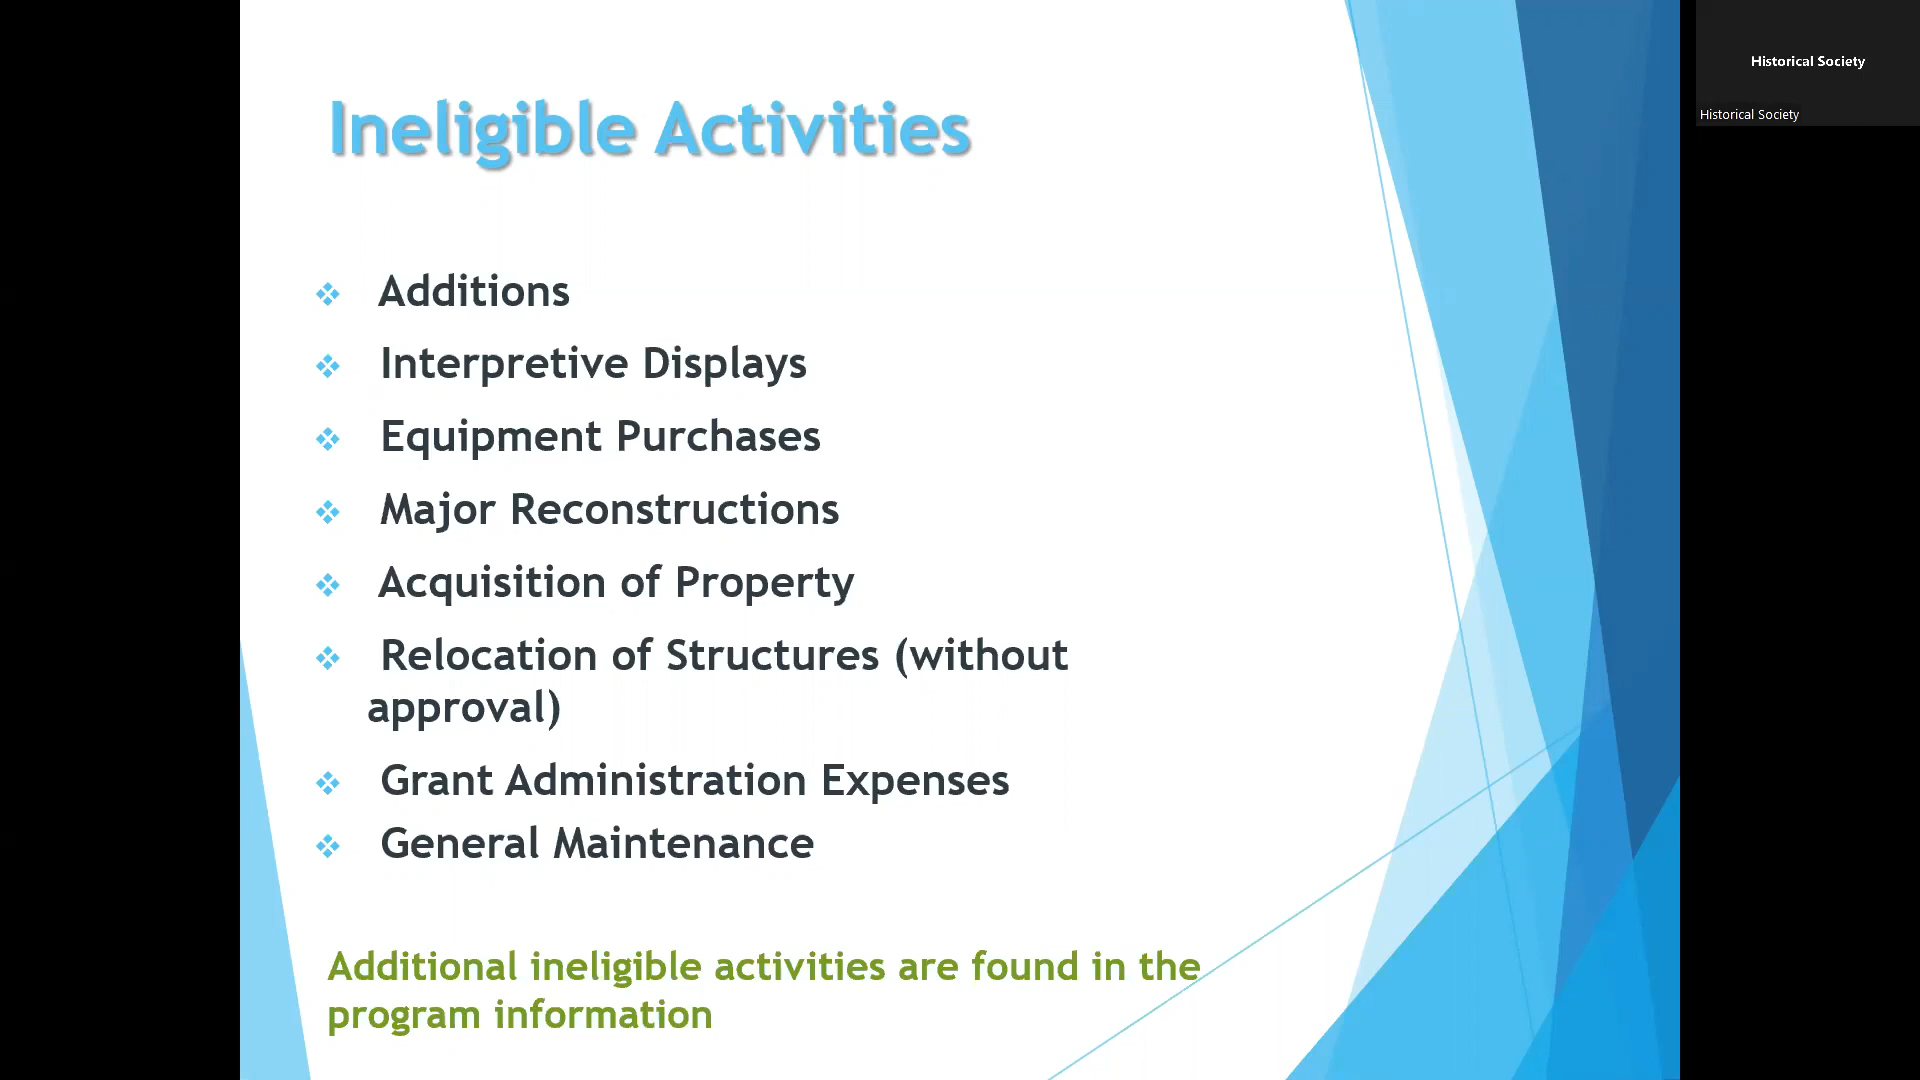 Ineligible Activities
Additions
Interpretive Displays
Equipment Purchases
Major Reconstructions
Acquisition of Property
Relocation of Structures (without
approval)
Grant Administration Expenses
General Maintenance
Additional ineligible activities are found in the
program information
Historical Society
Historical Society